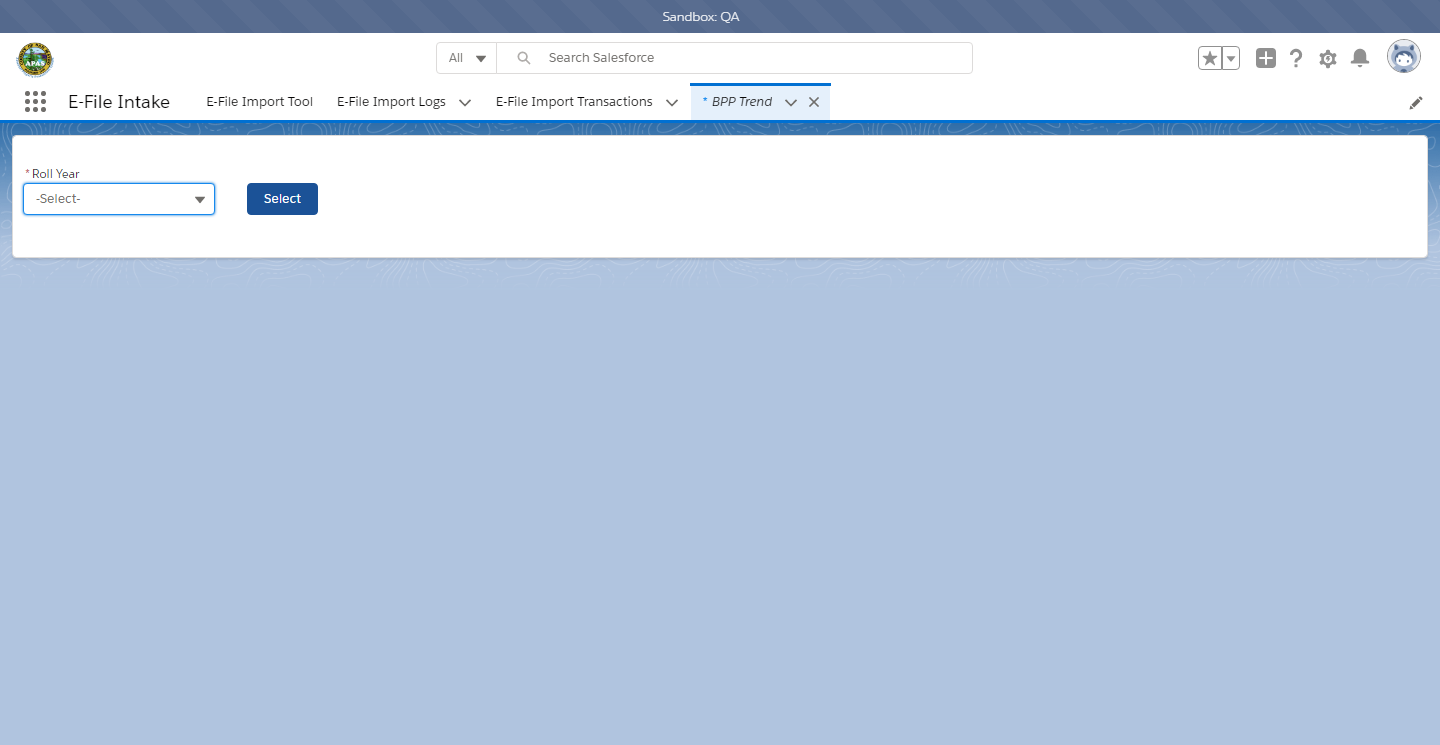 Sandbox: QA
APAS
All
Search Salesforce
E-File Intake
E-File Import Tool
E-File Import Logs
E-File Import Transactions
* BPP Trend
* Roll Year
-Select-
Select